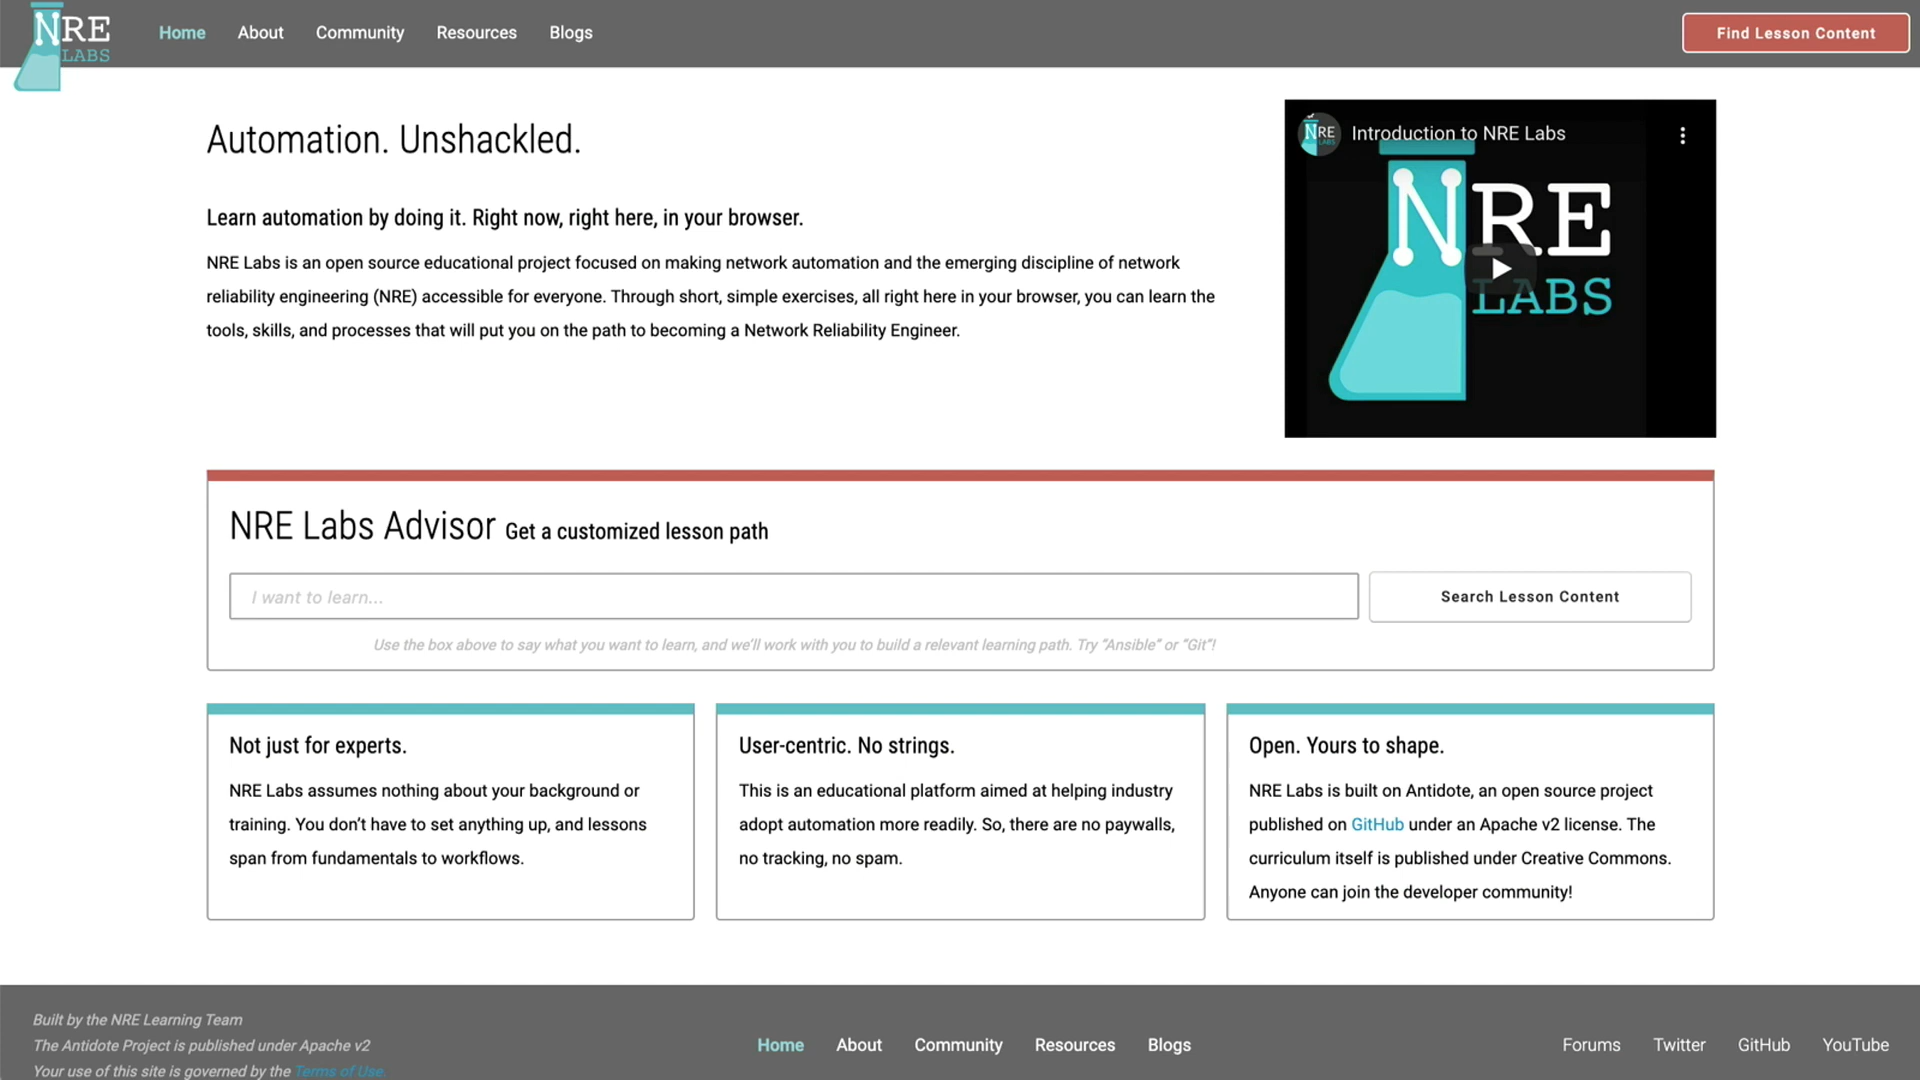 NRE
LABS
Home About Community Resources Blogs
Find Lesson Content
Automation. Unshackled.
Learn automation by doing it. Right now, right here, in your browser.
NRE Labs is an open source educational project focused on making network automation and the emerging discipline of network
reliability engineering (NRE) accessible for everyone. Through short, simple exercises, all right here in your browser, you can learn the
tools, skills, and processes that will put you on the path to becoming a Network Reliability Engineer.
NRE
LABS
Introduction to NRE Labs
NRE
LABS
NRE Labs Advisor Get a customized lesson path
I want to learn...
Search Lesson Content
Use the box above to say what you want to learn, and we'll work with you to build a relevant learning path. Try "Ansible" or "Git"!
Not just for experts.
NRE Labs assumes nothing about your background or
training. You don't have to set anything up, and lessons
span from fundamentals to workflows.
User-centric. No strings.
This is an educational platform aimed at helping industry
adopt automation more readily. So, there are no paywalls,
no tracking, no spam.
Open. Yours to shape.
NRE Labs is built on Antidote, an open source project
published on GitHub under an Apache v2 license. The
curriculum itself is published under Creative Commons.
Anyone can join the developer community!
Built by the NRE Learning Team
The Antidote Project is published under Apache v2
Your use of this site is governed by the Terms of Use.
Home About Community Resources Blogs
Forums Twitter GitHub YouTube